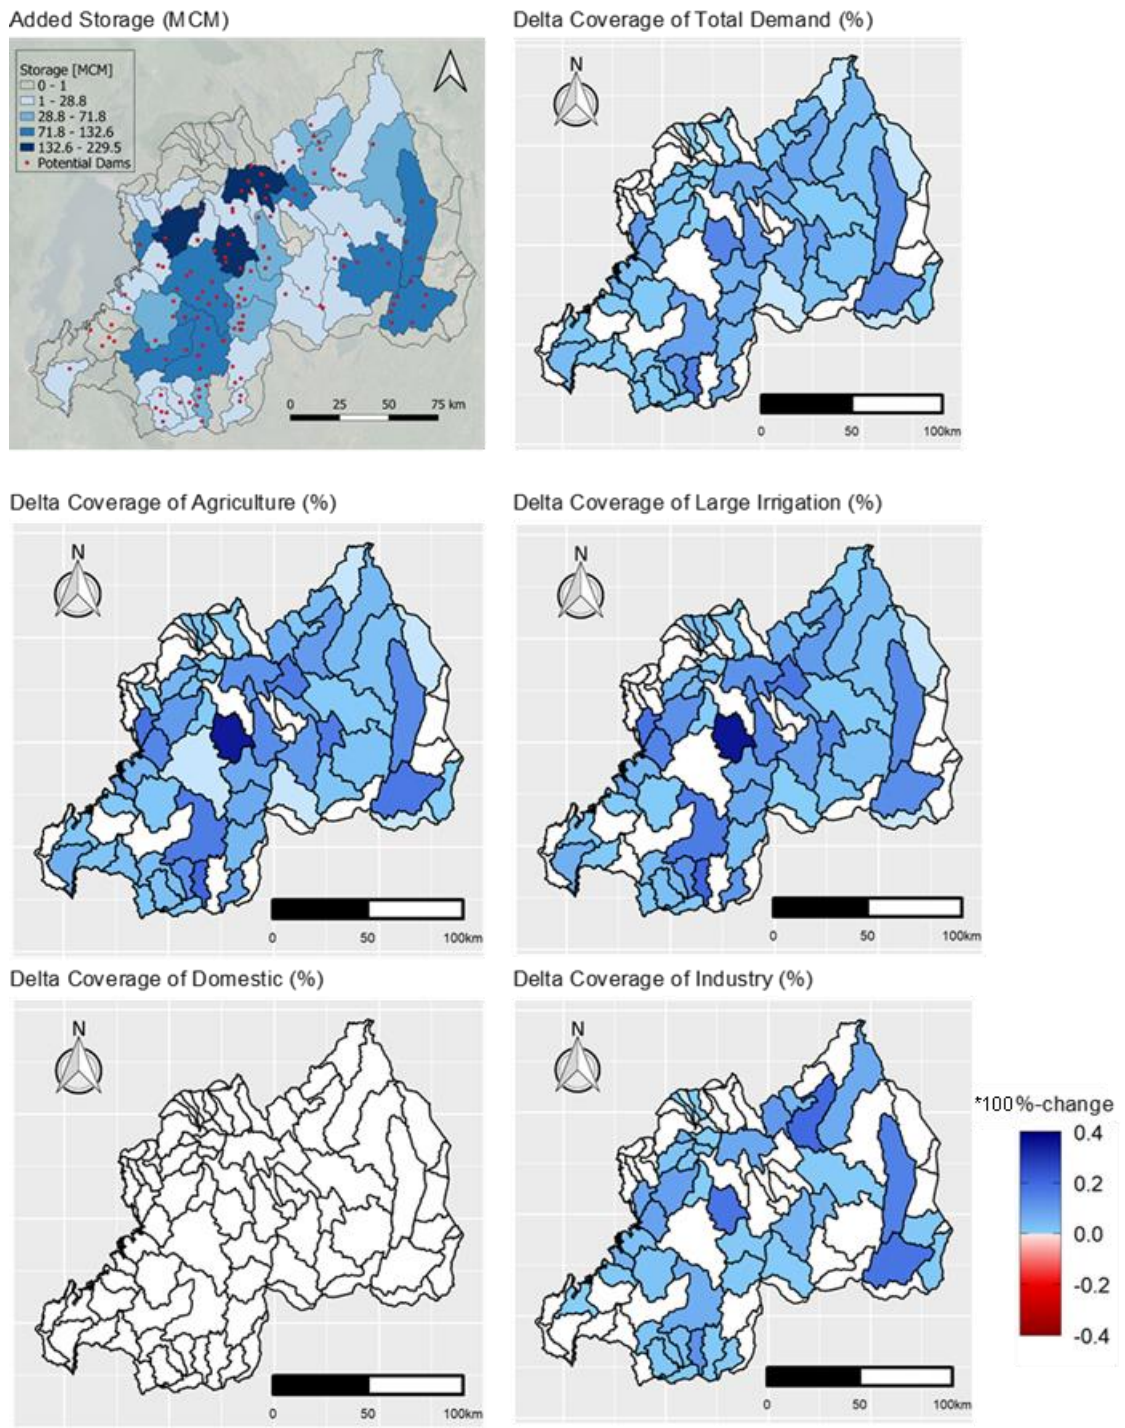 Added Storage (MCM)
Storage [MCM]
0 - 1
1 - 28.8
28.8 - 71.8
71.8 - 132.6
132.6 - 229.5
Potential Dams
0 25 50 75 km
Delta Coverage of Total Demand (%)
N
0 50 100km
Delta Coverage of Agriculture (%)
N
0 50 100km
Delta Coverage of Large Irrigation (%)
N
0 50 100km
Delta Coverage of Domestic (%)
N
0 50 100km
Delta Coverage of Industry (%)
N
0 50 100km
*100%-change
0.4
0.2
0.0
-0.2
-0.4